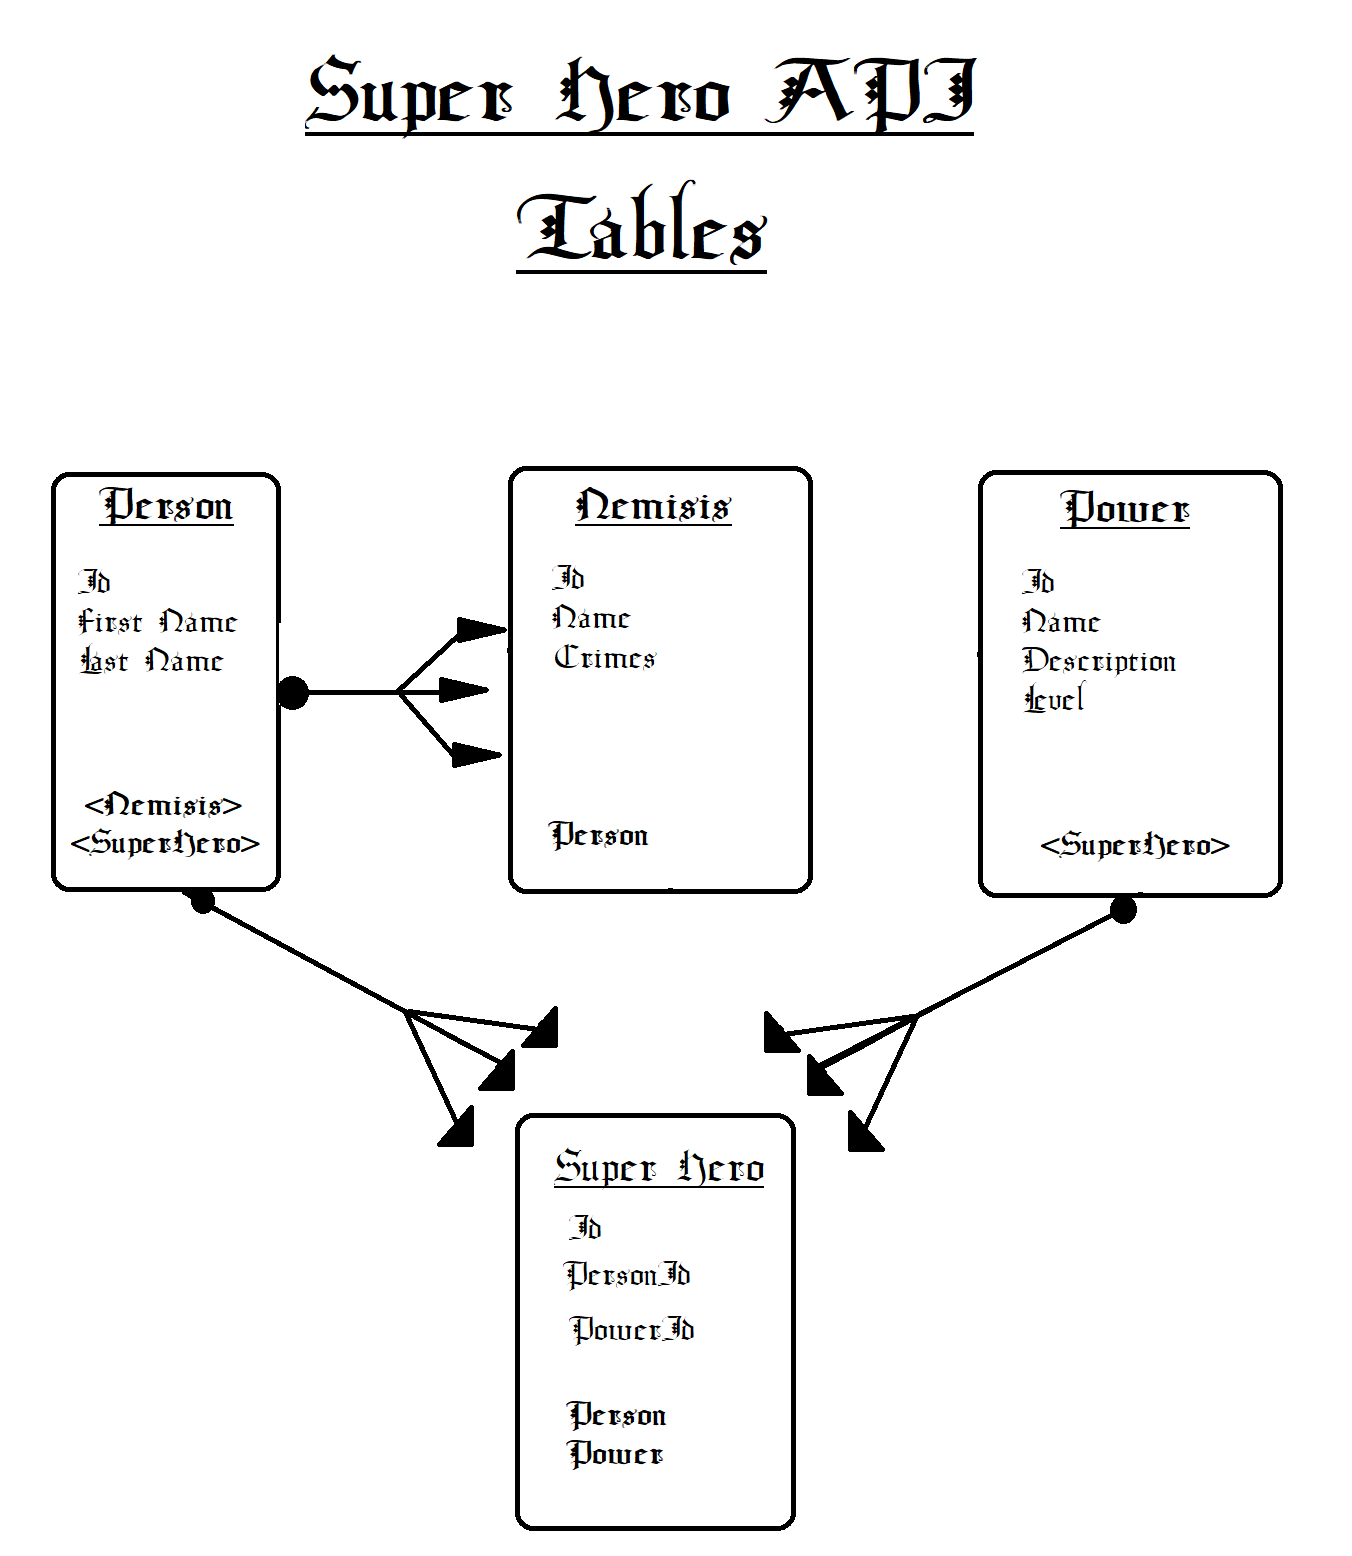 Super Hero API
Tables
Person
Id
First Name
Last Name
<Nemisis>
<SuperHero>
Nemisis
Id
Name
Crimes
Person
Power
Id
Name
Description
Level
<SuperHero>
Super Hero
Id
PersonId
PowerId
Person
Power